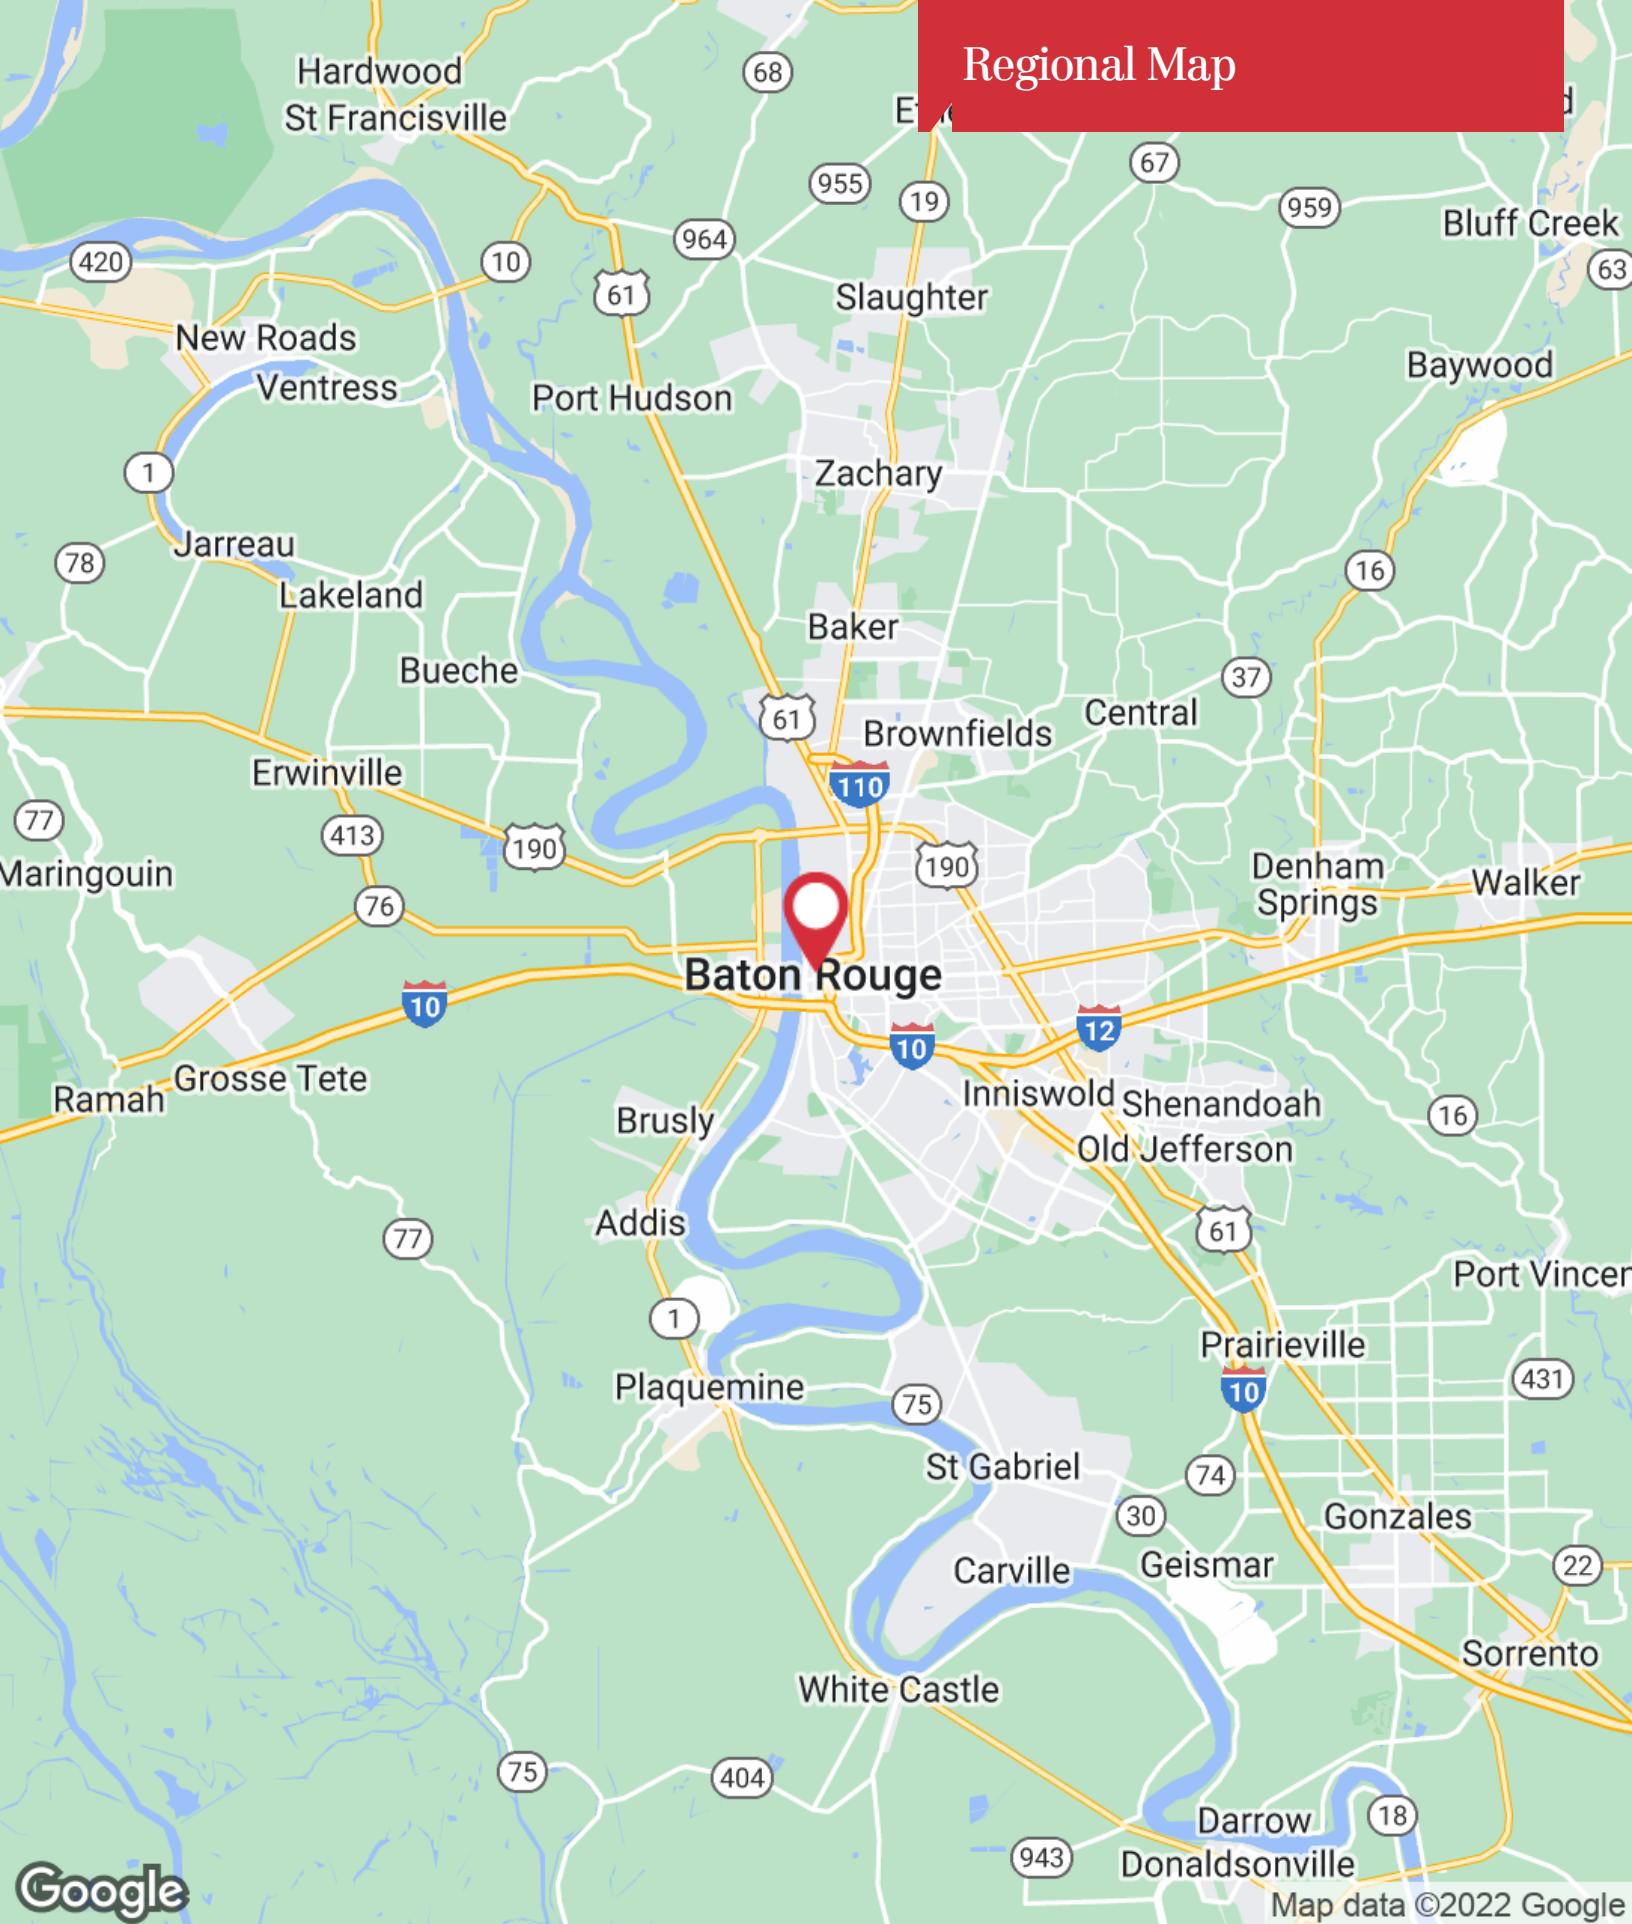 Regional Map
Hardwood
St Francisville
68
67
955
19
959
Bluff Creek
964
420
10
63
61
Slaughter
New Roads
Ventress
Baywood
Port Hudson
1
Zachary
78
Jarreau
16
Lakeland
Baker
Bueche
37
61
Central
Brownfields
Erwinville
110
77
413
190
190
Maringouin
Denham
Springs
Walker
76
Baton Rouge
10
12
10
Ramah
Grosse Tete
Inniswold
Shenandoah
16
Brusly
Old Jefferson
Addis
61
77
Port Vincen
1
Prairieville
10
431
Plaquemine
75
St Gabriel
74
30
Gonzales
Carville
Geismar
22
Sorrento
White Castle
75
404
18
Darrow
943
Donaldsonville
Google
Map data ©2022 Google